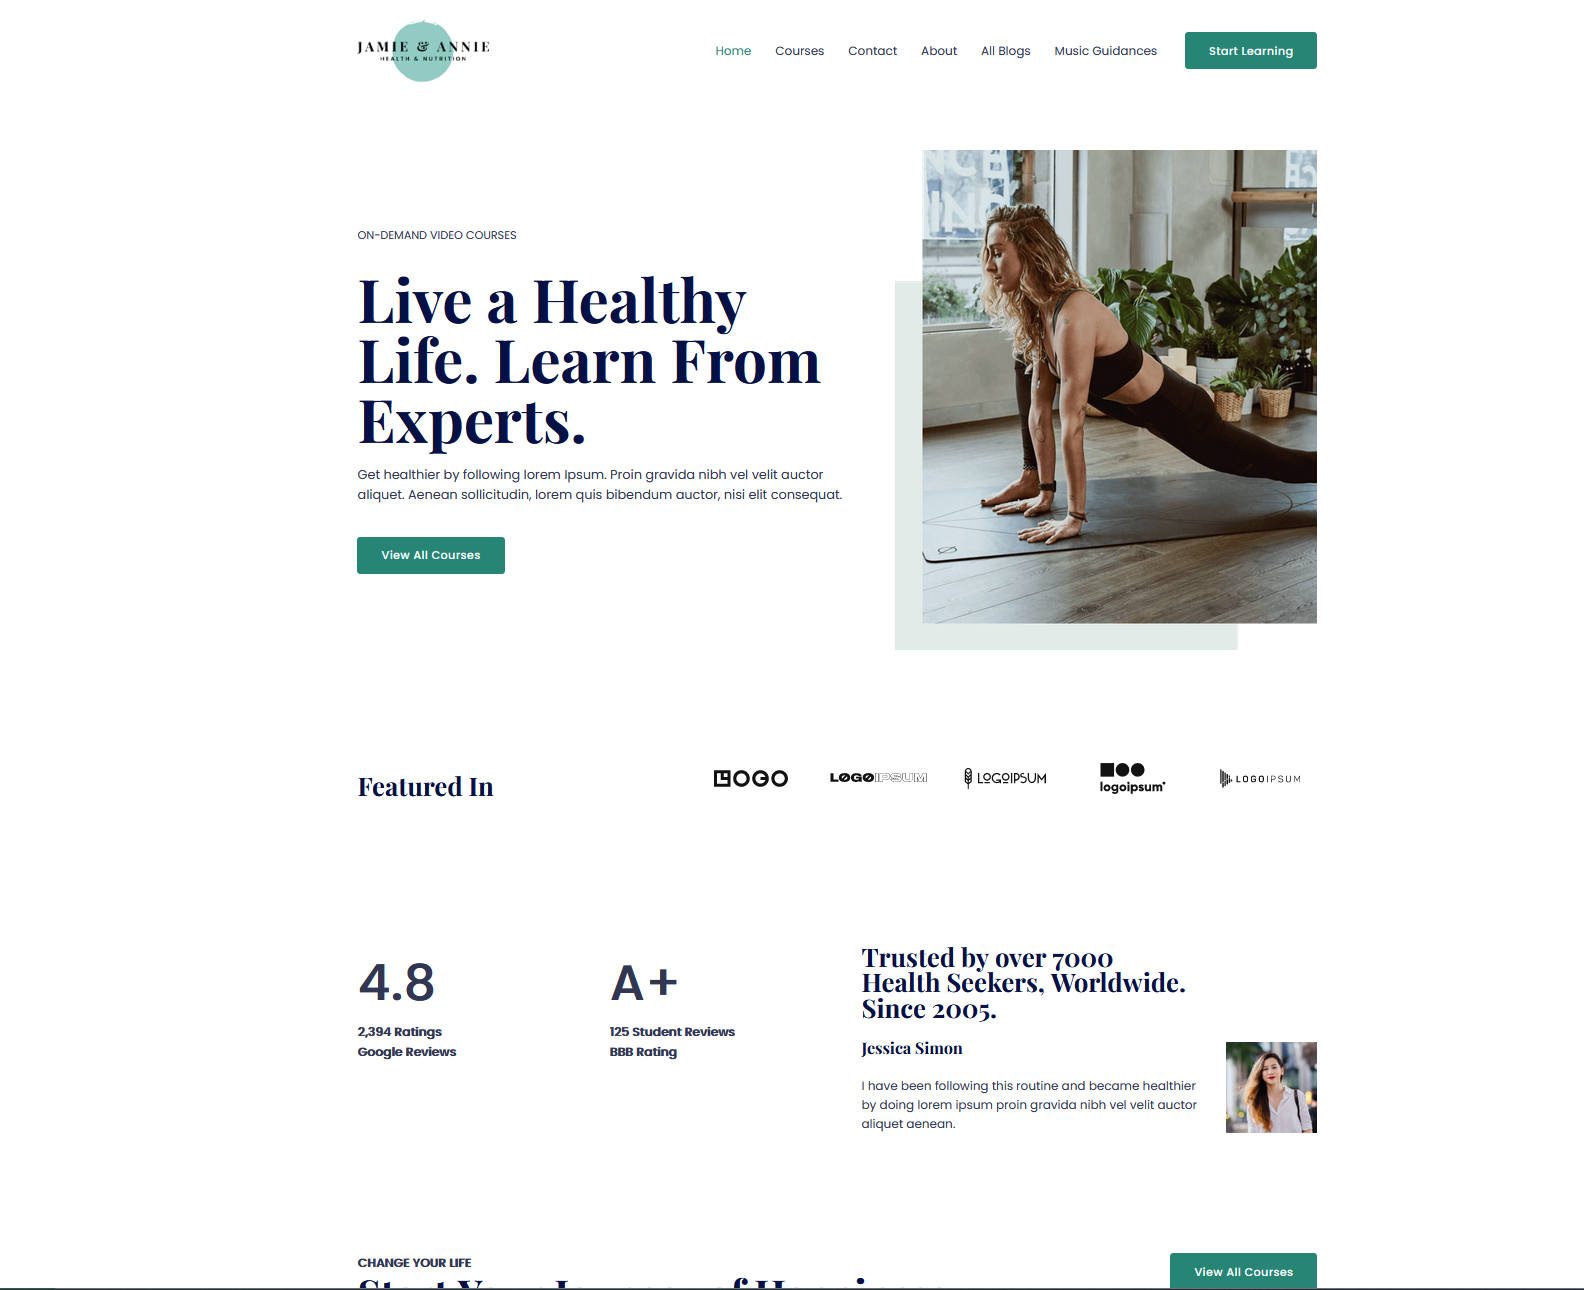 JAMIE & ANNIE
HEALTH & NUTRITION
Home Courses Contact About All Blogs Music Guidances Start Learning
ON-DEMAND VIDEO COURSES
Live a Healthy
Life. Learn From
Experts.
Get healthier by following lorem Ipsum. Proin gravida nibh vel velit auctor
aliquet. Aenean sollicitudin, lorem quis bibendum auctor, nisi elit consequat.
View All Courses
Featured In
LOGO
LOGOIPSUM
LOGOIPSUM
logoipsum
LOGOIPSUM
4.8
2,394 Ratings
Google Reviews
A+
125 Student Reviews
BBB Rating
Trusted by over 7000
Health Seekers, Worldwide.
Since 2005.
Jessica Simon
I have been following this routine and became healthier
by doing lorem ipsum proin gravida nibh vel velit auctor
aliquet aenean.
CHANGE YOUR LIFE
View All Courses